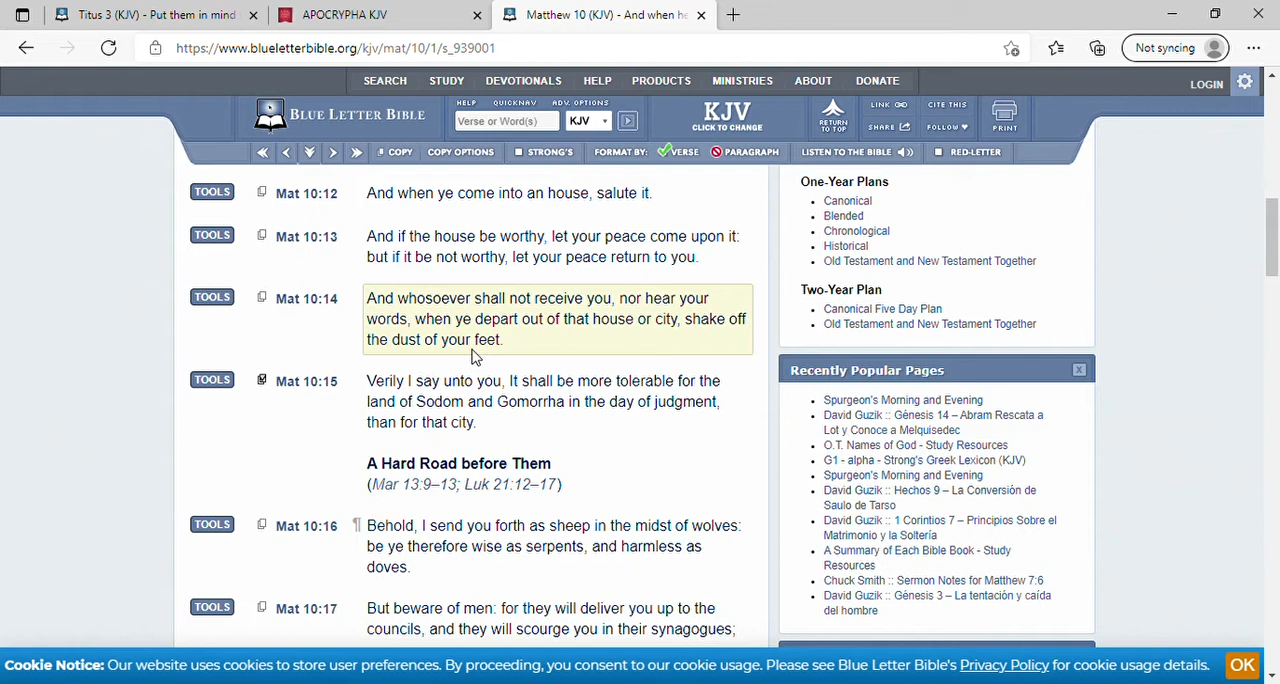 Titus 3 (KJV) - Put them in mind
APOCRYPHA KJV
Matthew 10 (KJV) - And when he
https://www.blueletterbible.org/kjv/mat/10/1/s_939001
Not syncing
SEARCH STUDY DEVOTIONALS HELP PRODUCTS MINISTRIES ABOUT DONATE
LOGIN
BLUE LETTER BIBLE
HELP QUICKNAV ADV. OPTIONS
Verse or Word(s)
KJV
KJV
CLICK TO CHANGE
RETURN
TO TOP
LINK
CITE THIS
SHARE
FOLLOW
PRINT
COPY COPY OPTIONS STRONG'S FORMAT BY: VERSE PARAGRAPH LISTEN TO THE BIBLE RED-LETTER
TOOLS Mat 10:12 And when ye come into an house, salute it.
TOOLS Mat 10:13 And if the house be worthy, let your peace come upon it:
but if it be not worthy, let your peace return to you.
TOOLS Mat 10:14 And whosoever shall not receive you, nor hear your
words, when ye depart out of that house or city, shake off
the dust of your feet.
TOOLS Mat 10:15 Verily I say unto you, It shall be more tolerable for the
land of Sodom and Gomorrha in the day of judgment,
than for that city.
A Hard Road before Them
(Mar 13:9–13; Luk 21:12–17)
TOOLS Mat 10:16 ¶ Behold, I send you forth as sheep in the midst of wolves:
be ye therefore wise as serpents, and harmless as
doves.
TOOLS Mat 10:17 But beware of men: for they will deliver you up to the
councils, and they will scourge you in their synagogues;
One-Year Plans
Canonical
Blended
Chronological
Historical
Old Testament and New Testament Together
Two-Year Plan
Canonical Five Day Plan
Old Testament and New Testament Together
Recently Popular Pages
Spurgeon's Morning and Evening
David Guzik :: Génesis 14 – Abram Rescata a
Lot y Conoce a Melquisedec
O.T. Names of God - Study Resources
G1 - alpha - Strong's Greek Lexicon (KJV)
Spurgeon's Morning and Evening
David Guzik :: Hechos 9 – La Conversión de
Saulo de Tarso
David Guzik :: 1 Corintios 7 – Principios Sobre el
Matrimonio y la Soltería
A Summary of Each Bible Book - Study
Resources
Chuck Smith :: Sermon Notes for Matthew 7:6
David Guzik :: Génesis 3 – La tentación y caída
del hombre
Cookie Notice: Our website uses cookies to store user preferences. By proceeding, you consent to our cookie usage. Please see Blue Letter Bible's Privacy Policy for cookie usage details.
OK